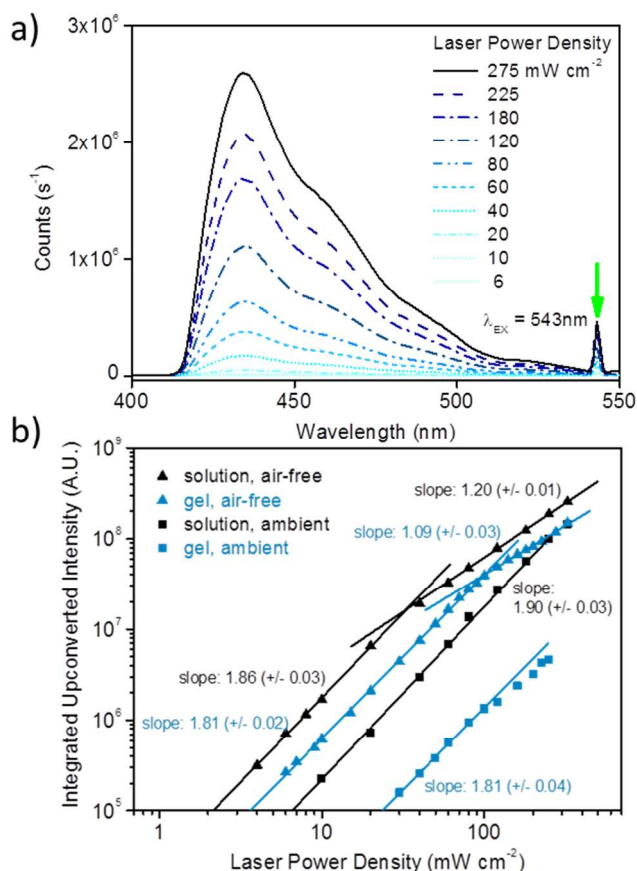 a)
3x10⁶
2x10⁶
1x10⁶
0
Counts (s⁻¹)
Laser Power Density
275 mW cm⁻²
225
180
120
80
60
40
20
10
6
λEX = 543nm
400 450 500 550
Wavelength (nm)
b)
10⁹
10⁸
10⁷
10⁶
10⁵
Integrated Upconverted Intensity (A.U.)
solution, air-free
gel, air-free
solution, ambient
gel, ambient
slope: 1.20 (+/- 0.01)
slope: 1.09 (+/- 0.03)
slope:
1.90 (+/- 0.03)
slope: 1.86 (+/- 0.03)
slope: 1.81 (+/- 0.02)
slope: 1.81 (+/- 0.04)
1 10 100
Laser Power Density (mW cm⁻²)